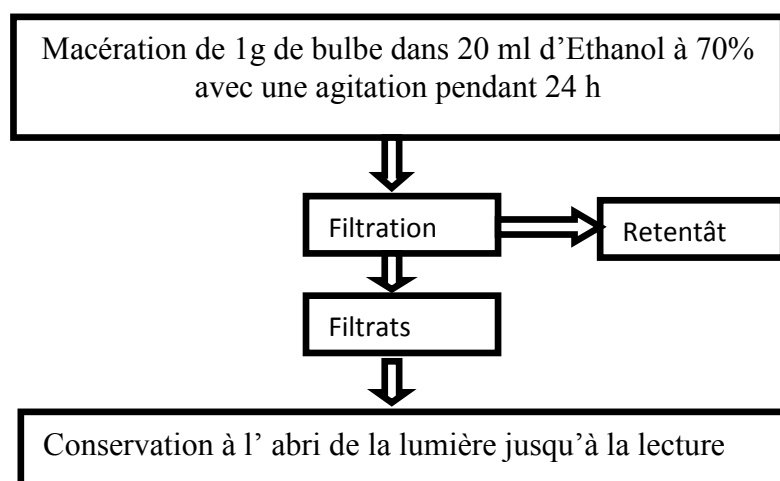 Macération de 1g de bulbe dans 20 ml d’Ethanol à 70%
avec une agitation pendant 24 h
Filtration
Retentât
Filtrats
Conservation à l’ abri de la lumière jusqu’à la lecture